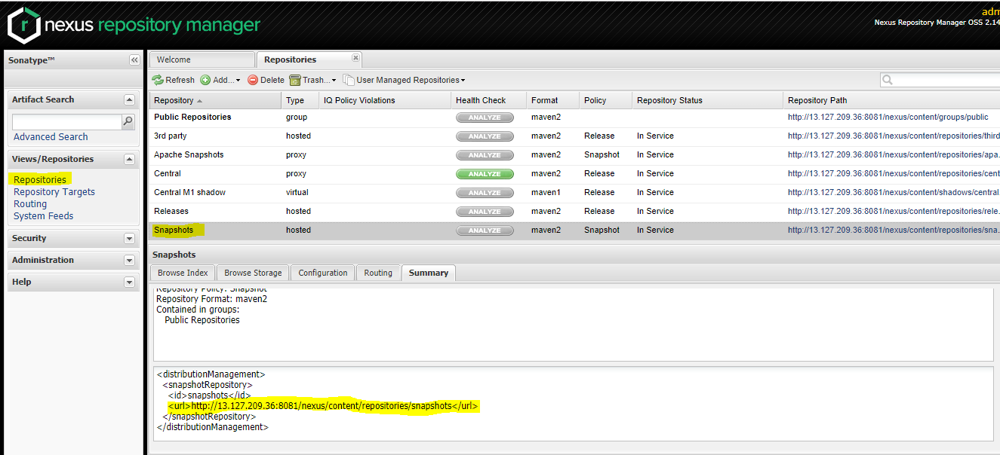 nexus repository manager
adm
Nexus Repository Manager OSS 2.14
Sonatype™
Artifact Search
Advanced Search
Views/Repositories
Repositories
Repository Targets
Routing
System Feeds
Security
Administration
Help
Welcome
Repositories
Refresh Add... Delete Trash... User Managed Repositories
Repository Type IQ Policy Violations Health Check Format Policy Repository Status Repository Path
Public Repositories group ANALYZE maven2 http://13.127.209.36:8081/nexus/content/groups/public
3rd party hosted ANALYZE maven2 Release In Service http://13.127.209.36:8081/nexus/content/repositories/third
Apache Snapshots proxy ANALYZE maven2 Snapshot In Service http://13.127.209.36:8081/nexus/content/repositories/apa.
Central proxy ANALYZE maven2 Release In Service http://13.127.209.36:8081/nexus/content/repositories/cent
Central M1 shadow virtual ANALYZE maven1 Release In Service http://13.127.209.36:8081/nexus/content/shadows/central.
Releases hosted ANALYZE maven2 Release In Service http://13.127.209.36:8081/nexus/content/repositories/rele.
Snapshots hosted ANALYZE maven2 Snapshot In Service http://13.127.209.36:8081/nexus/content/repositories/sna.
Snapshots
Browse Index Browse Storage Configuration Routing Summary
Repository Policy: Snapshot
Repository Format: maven2
Contained in groups:
Public Repositories
<distributionManagement>
<snapshotRepository>
<id>snapshots</id>
<url>http://13.127.209.36:8081/nexus/content/repositories/snapshots</url>
</snapshotRepository>
</distributionManagement>